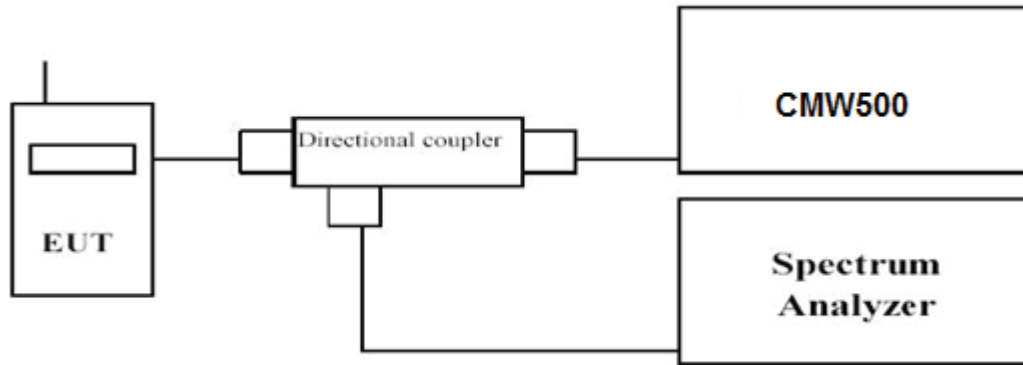 EUT
Directional coupler
CMW500
Spectrum
Analyzer